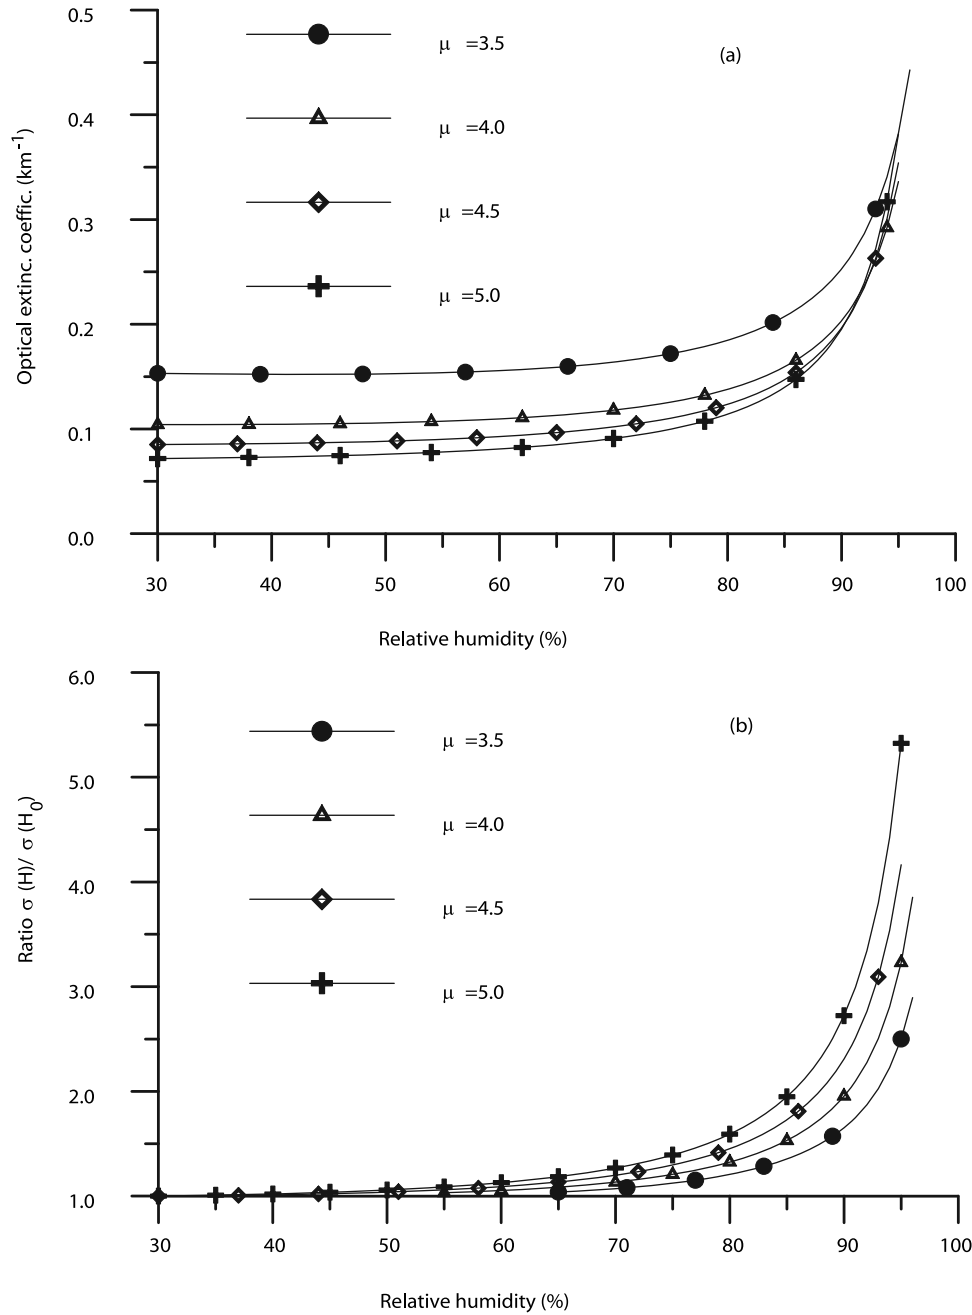 0.5
0.4
0.3
0.2
0.1
0.0
Optical extinc. coeffic. (km⁻¹)
μ =3.5
μ =4.0
μ =4.5
μ =5.0
(a)
30 40 50 60 70 80 90 100
Relative humidity (%)
6.0
5.0
4.0
3.0
2.0
1.0
Ratio σ (H)/ σ (H₀)
μ =3.5
μ =4.0
μ =4.5
μ =5.0
(b)
30 40 50 60 70 80 90 100
Relative humidity (%)